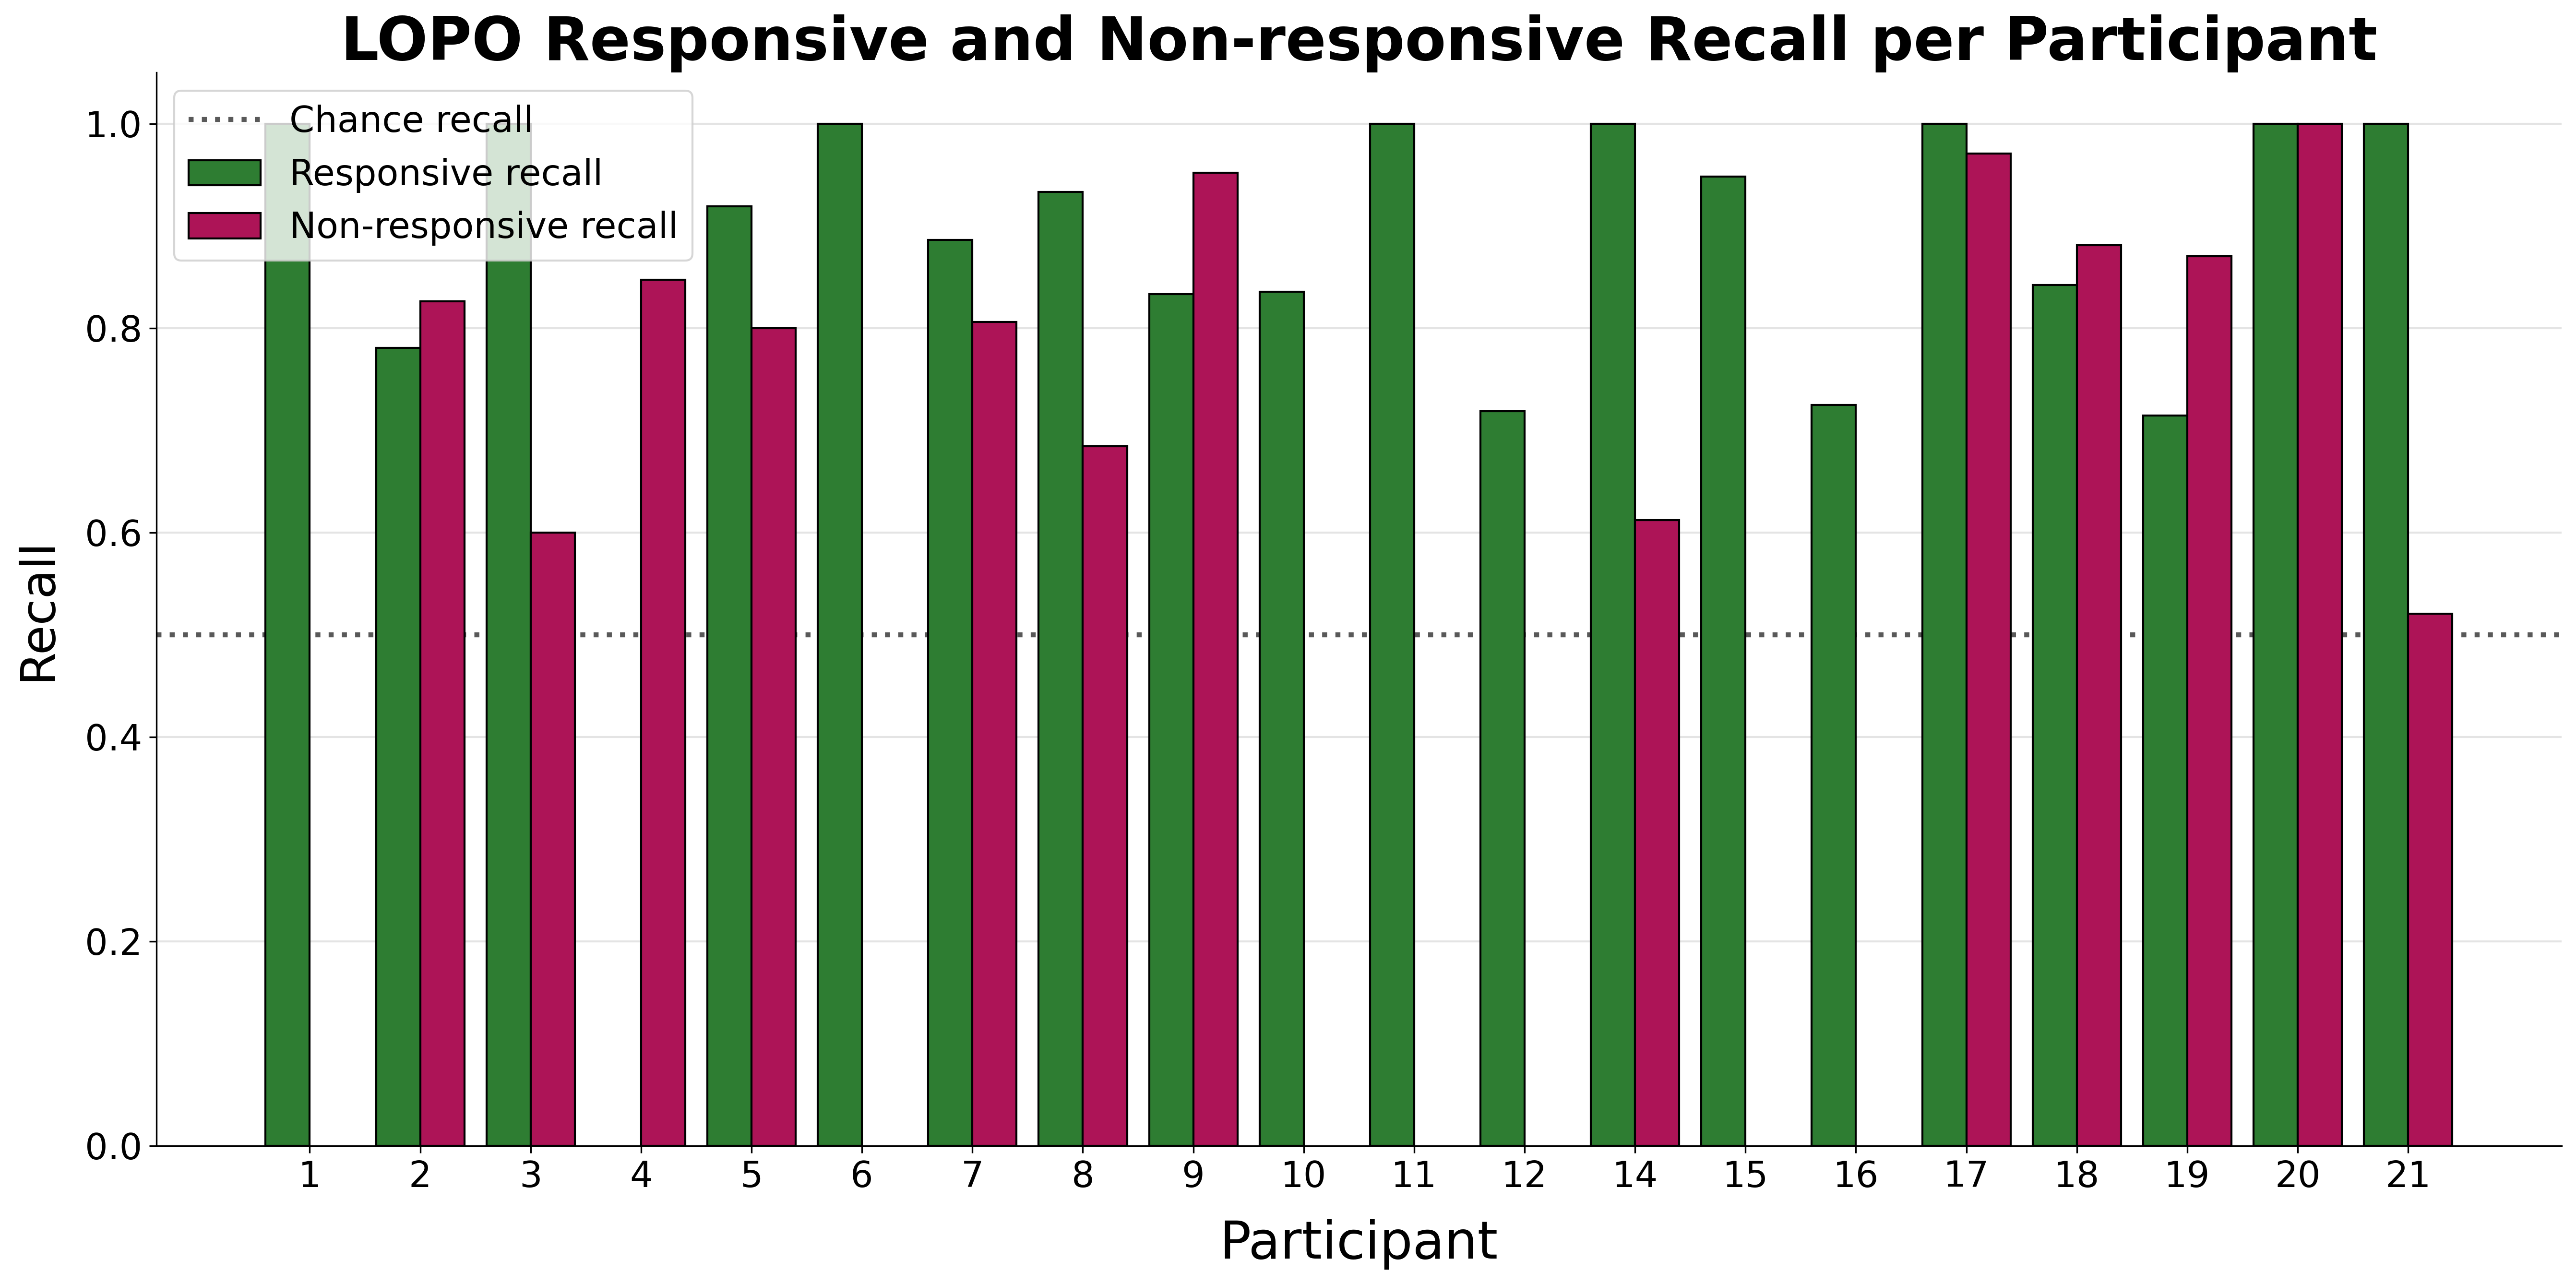 LOPO Responsive and Non-responsive Recall per Participant
Chance recall
Responsive recall
Non-responsive recall
1.0
0.8
0.6
0.4
0.2
0.0
Recall
1 2 3 4 5 6 7 8 9 10 11 12 14 15 16 17 18 19 20 21
Participant